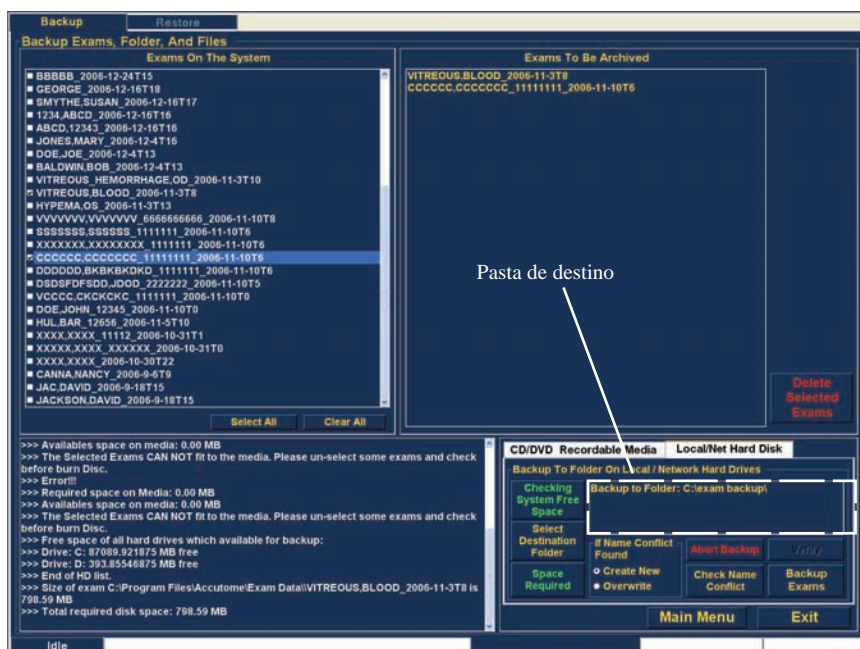 Backup
Restore
Backup Exams, Folder, And Files
Exams On The System
BBBBB_2006-12-24T15
GEORGE_2006-12-16T18
SMYTHE,SUSAN_2006-12-16T17
1234,ABCD_2006-12-16T16
ABCD,12343_2006-12-16T16
JONES,MARY_2006-12-4T16
DOE,JOE_2006-12-4T13
BALDWIN,BOB_2006-12-4T13
VITREOUS_HEMORRHAGE,OD_2006-11-3T10
VITREOUS,BLOOD_2006-11-3T8
HYPEMA,OS_2006-11-3T13
VVVVVVV,VVVVVVV_6666666666_2006-11-10T8
SSSSSSS,SSSSSS_1111111_2006-11-10T6
XXXXXXX,XXXXXXXX_1111111_2006-11-10T6
CCCCCC,CCCCCCC_11111111_2006-11-10T6
DDDDDD,BKBKBKDKD_1111111_2006-11-10T6
DSDSFDFSDD,JDOD_2222222_2006-11-10T5
VCCCC,CKCKCKC_1111111_2006-11-10T0
DOE,JOHN_12345_2006-11-10T0
HUL,BAR_12656_2006-11-5T10
XXXX,XXXX_11112_2006-10-31T1
XXXXX,XXXX_XXXXXX_2006-10-31T0
XXXX,XXXX_2006-10-30T22
CANNA,NANCY_2006-9-6T9
JAC,DAVID_2006-9-18T15
JACKSON,DAVID_2006-9-18T15
Select All
Clear All
Exams To Be Archived
VITREOUS,BLOOD_2006-11-3T8
CCCCCC,CCCCCCC_11111111_2006-11-10T6
Pasta de destino
Delete
Selected
Exams
>>> Availables space on media: 0.00 MB
>>> The Selected Exams CAN NOT fit to the media. Please un-select some exams and check
before burn Disc.
>>> Error!!!
>>> Required space on Media: 0.00 MB
>>> Availables space on media: 0.00 MB
>>> The Selected Exams CAN NOT fit to the media. Please un-select some exams and check
before burn Disc.
>>> Free space of all hard drives which available for backup:
>>> Drive: C: 87089.921875 MB free
>>> Drive: D: 393.85546875 MB free
>>> End of HD list.
>>> Size of exam C:\Program Files\Accutome\Exam Data\\VITREOUS,BLOOD_2006-11-3T8 is
798.59 MB
>>> Total required disk space: 798.59 MB
CD/DVD Recordable Media
Local/Net Hard Disk
Backup To Folder On Local / Network Hard Drives
Checking
System Free
Space
Backup to Folder: C:\exam backup\
Select
Destination
Folder
If Name Conflict
Found
Create New
Overwrite
Abort Backup
Verify
Space
Required
Check Name
Conflict
Backup
Exams
Main Menu
Exit
Idle